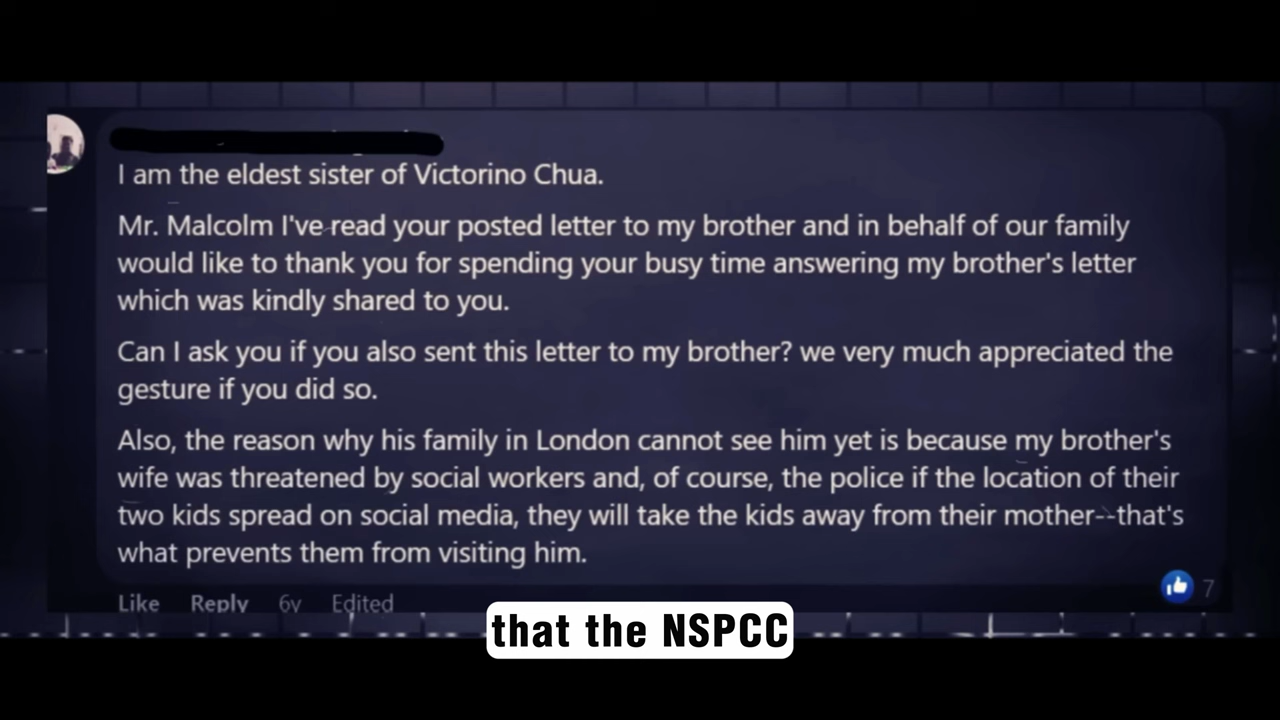 I am the eldest sister of Victorino Chua.
Mr. Malcolm I've read your posted letter to my brother and in behalf of our family
would like to thank you for spending your busy time answering my brother's letter
which was kindly shared to you.
Can I ask you if you also sent this letter to my brother? we very much appreciated the
gesture if you did so.
Also, the reason why his family in London cannot see him yet is because my brother's
wife was threatened by social workers and, of course, the police if the location of their
two kids spread on social media, they will take the kids away from their mother--that's
what prevents them from visiting him.
7
Like Reply 6y Edited
that the NSPCC